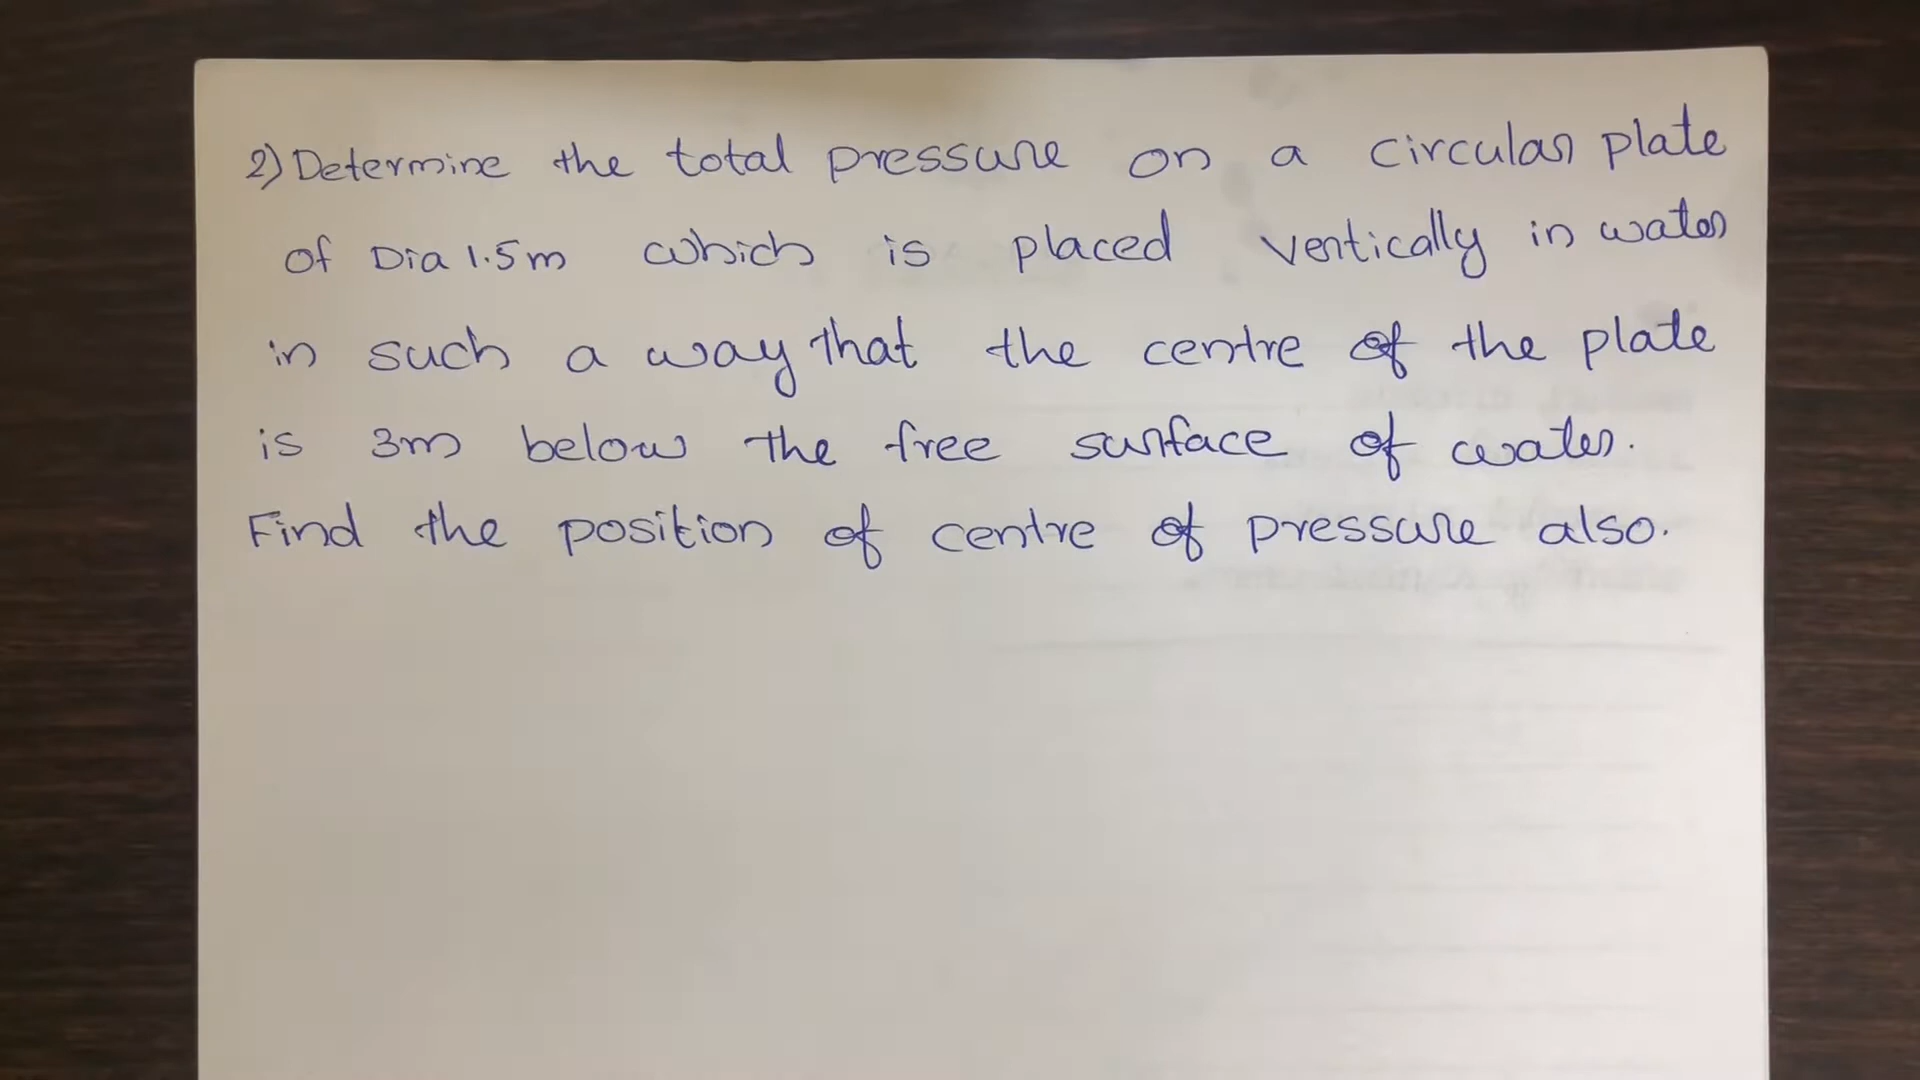 2) Determine the total pressure on a circular plate
of Dia 1.5m which is placed vertically in water
in such a way that the centre of the plate
is 3m below the free surface of water.
Find the position of centre of pressure also.